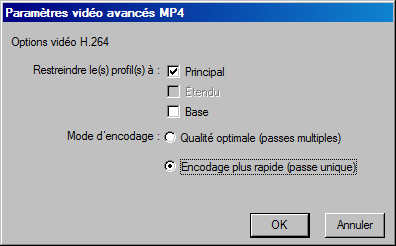 Paramètres vidéo avancés MP4
Options vidéo H.264
Restreindre le(s) profil(s) à : Principal
Étendu
Base
Mode d'encodage : Qualité optimale (passes multiples)
Encodage plus rapide (passe unique)
OK Annuler